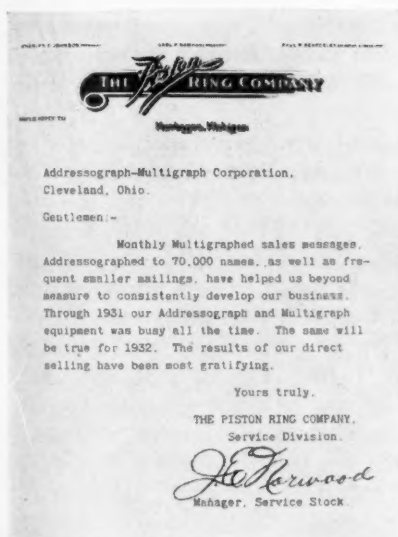 THE Piston RING COMPANY
Muskegon, Michigan
Addressograph-Multigraph Corporation,
Cleveland, Ohio.
Gentlemen:-
Monthly Multigraphed sales messages,
Addressographed to 70,000 names, as well as fre-
quent smaller mailings, have helped us beyond
measure to consistently develop our business.
Through 1931 our Addressograph and Multigraph
equipment was busy all the time. The same will
be true for 1932. The results of our direct
selling have been most gratifying.
Yours truly,
THE PISTON RING COMPANY,
Service Division.
J.E. Norwood
Manager, Service Stock.